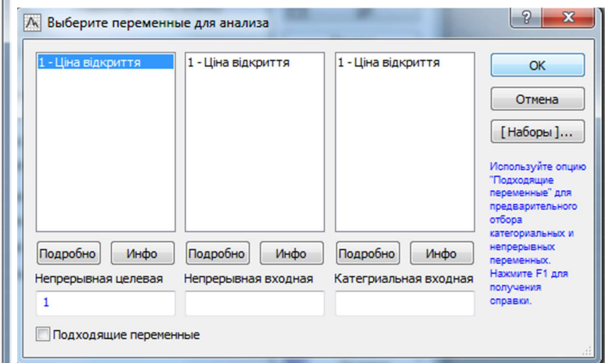 Выберите переменные для анализа
1 - Ціна відкриття
1 - Ціна відкриття
1 - Ціна відкриття
OK
Отмена
[ Наборы ]...
Используйте опцию
"Подходящие
переменные" для
предварительного
отбора
категориальных и
непрерывных
переменных.
Нажмите F1 для
получения
справки.
Подробно Инфо Подробно Инфо Подробно Инфо
Непрерывная целевая Непрерывная входная Категриальная входная
1
Подходящие переменные